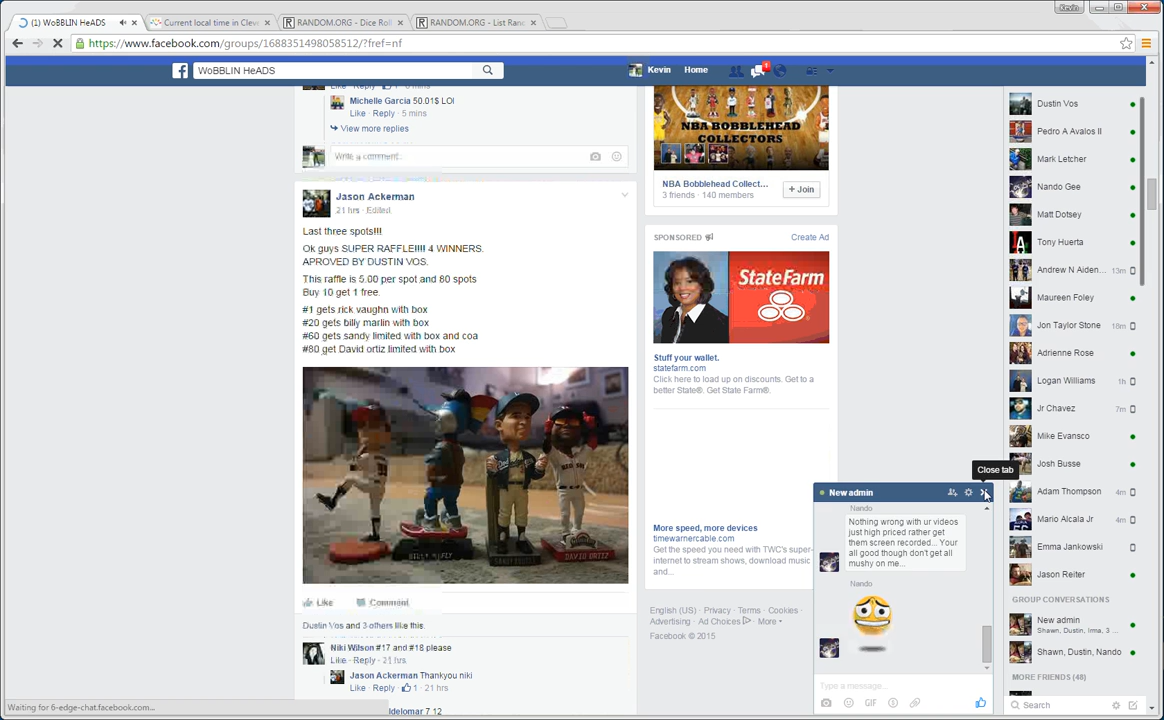 Kevin
(1) WoBBLIN HeADS
Current local time in Clev
RANDOM.ORG - Dice Roll
RANDOM.ORG - List Rand
https://www.facebook.com/groups/1688351498058512/?fref=nf
WoBBLIN HeADS
Kevin Home
1
Michelle Garcia 50.01$ LOl
Like · Reply · 5 mins
View more replies
Write a comment...
Jason Ackerman
21 hrs · Edited
Last three spots!!!
Ok guys SUPER RAFFLE!!!! 4 WINNERS.
APROVED BY DUSTIN VOS.
This raffle is 5.00 per spot and 80 spots
Buy 10 get 1 free.
#1 gets rick vaughn with box
#20 gets billy marlin with box
#60 gets sandy limited with box and coa
#80 get David ortiz limited with box
DAVID ORTIZ
Like Comment
Dustin Vos and 3 others like this.
Niki Wilson #17 and #18 please
Like · Reply · 21 hrs
Jason Ackerman Thankyou niki
Like · Reply · 1 · 21 hrs
delomar 7 12
NBA BOBBLEHEAD
COLLECTORS
NBA Bobblehead Collect...
3 friends · 140 members
+ Join
SPONSORED
Create Ad
StateFarm
Stuff your wallet.
statefarm.com
Click here to load up on discounts. Get to a
better State®. Get State Farm®.
More speed, more devices
timewarnercable.com
Get the speed you need with TWC's super-
internet to stream shows, download music
and...
English (US) · Privacy · Terms · Cookies ·
Advertising · Ad Choices · More ·
Facebook © 2015
Close tab
New admin
Nando
Nothing wrong with ur videos
just high priced rather get
them screen recorded... Your
all good though don't get all
mushy on me...
Nando
Type a message...
GIF
Dustin Vos
Pedro A Avalos II
Mark Letcher
Nando Gee
Matt Dotsey
Tony Huerta
Andrew N Aiden... 13m
Maureen Foley
Jon Taylor Stone 18m
Adrienne Rose
Logan Williams 1h
Jr Chavez 7m
Mike Evansco
Josh Busse
Adam Thompson 4m
Mario Alcala Jr 4m
Emma Jankowski
Jason Reiter
GROUP CONVERSATIONS
New admin
Shawn, Dustin, Irma, 3 ...
Shawn, Dustin, Nando
MORE FRIENDS (48)
Search
Waiting for 6-edge-chat.facebook.com...